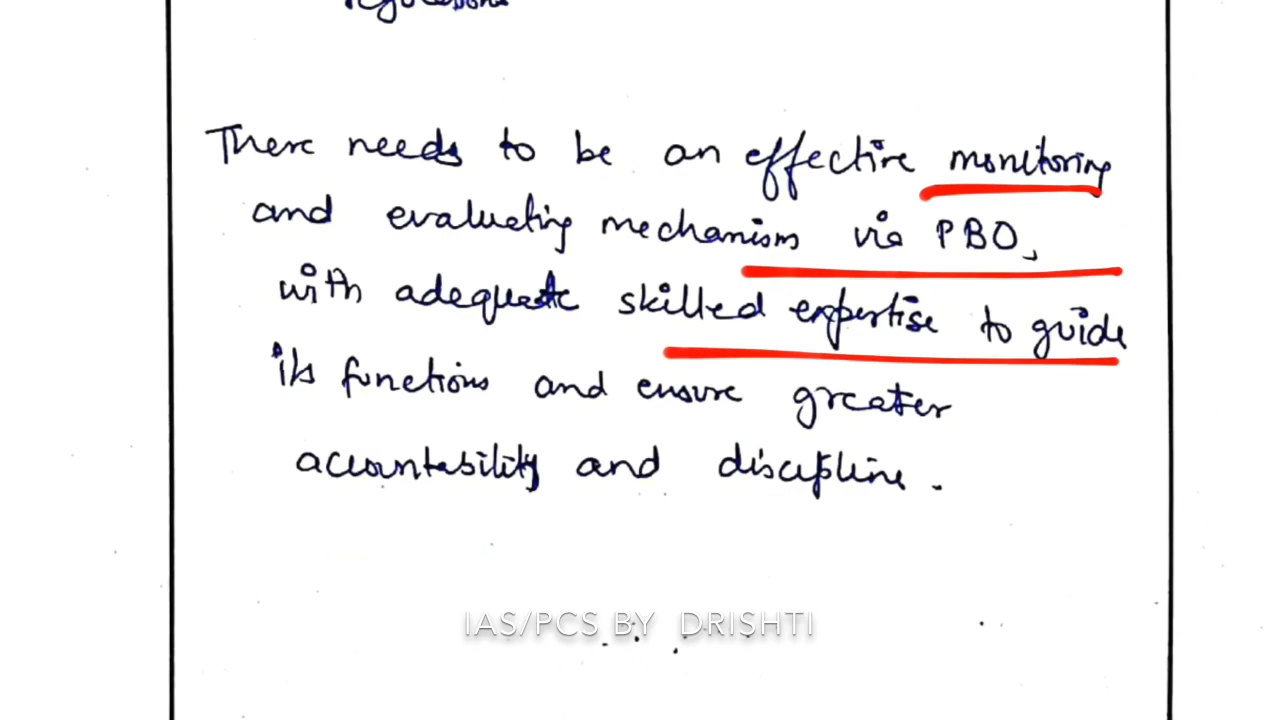 There needs to be an effective monitoring
and evaluating mechanism via PBO,
with adequate skilled expertise to guide
its functions and ensure greater
accountability and discipline.
IAS/PCS BY DRISHTI